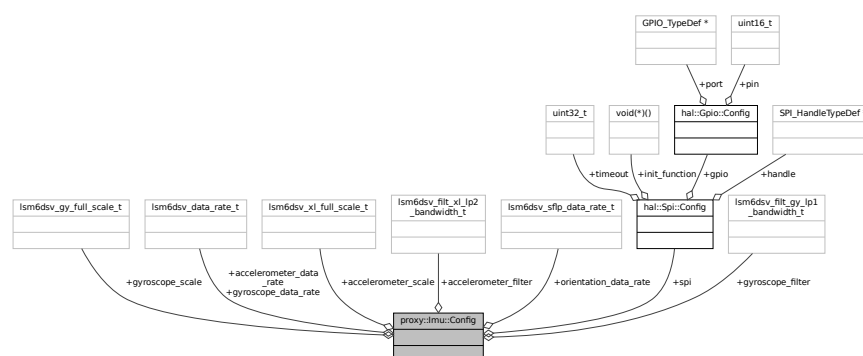 GPIO_TypeDef *
uint16_t
+port
+pin
uint32_t
void(*)()
hal::Gpio::Config
SPI_HandleTypeDef
+timeout
+init_function
+gpio
+handle
lsm6dsv_gy_full_scale_t
lsm6dsv_data_rate_t
lsm6dsv_xl_full_scale_t
lsm6dsv_filt_xl_lp2
_bandwidth_t
lsm6dsv_sflp_data_rate_t
hal::Spi::Config
lsm6dsv_filt_gy_lp1
_bandwidth_t
+gyroscope_scale
+accelerometer_data
_rate
+gyroscope_data_rate
+accelerometer_scale
+accelerometer_filter
+orientation_data_rate
+spi
+gyroscope_filter
proxy::Imu::Config